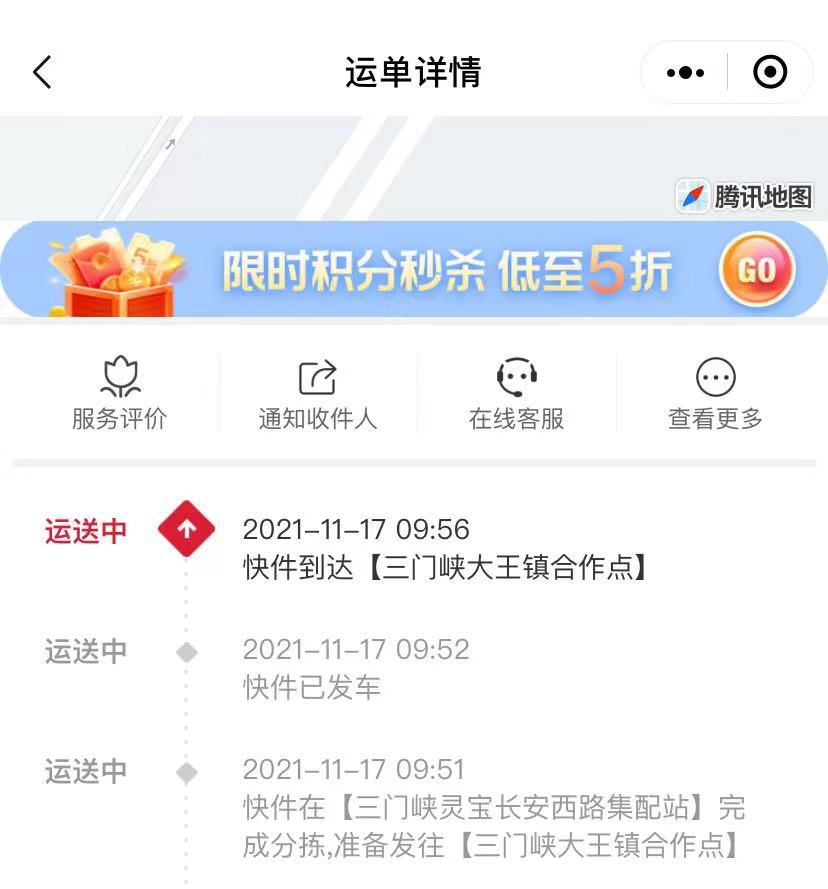 运单详情
腾讯地图
限时积分秒杀 低至5折
GO
服务评价
通知收件人
在线客服
查看更多
运送中
2021-11-17 09:56
快件到达【三门峡大王镇合作点】
运送中
2021-11-17 09:52
快件已发车
运送中
2021-11-17 09:51
快件在【三门峡灵宝长安西路集配站】完
成分拣,准备发往【三门峡大王镇合作点】